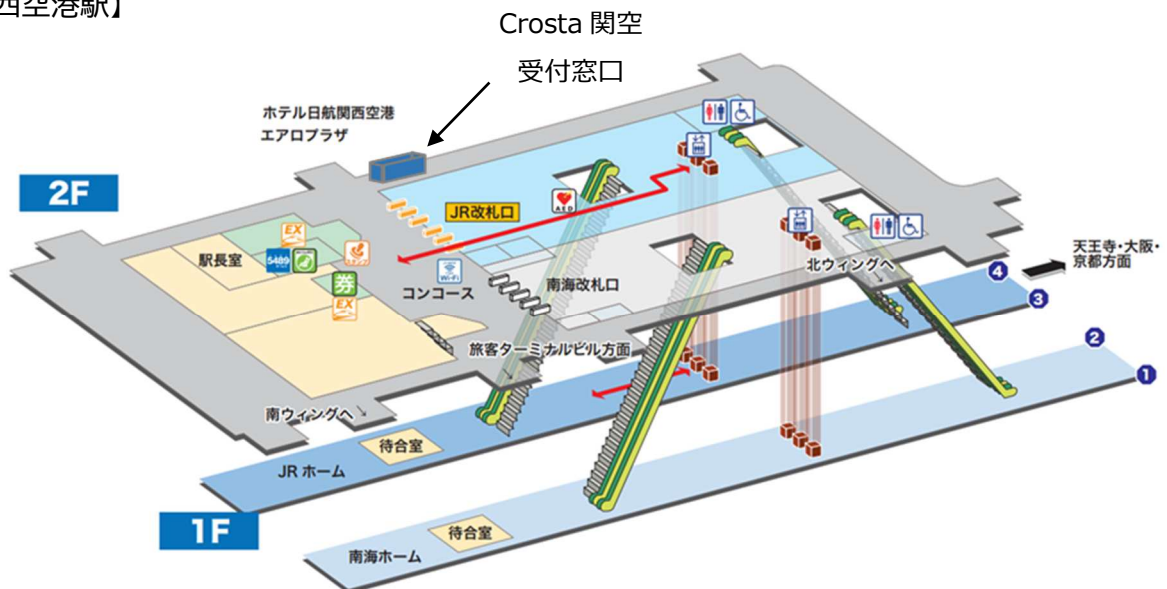 西空港駅】
Crosta 関空
受付窓口
ホテル日航関西空港
エアロプラザ
2F
JR改札口
AED
駅長室
EX
5489
券
EX
Wi-Fi
コンコース
南海改札口
北ウィングへ
天王寺・大阪・
京都方面
4
3
2
1
旅客ターミナルビル方面
南ウィングへ
待合室
JR ホーム
1F
待合室
南海ホーム